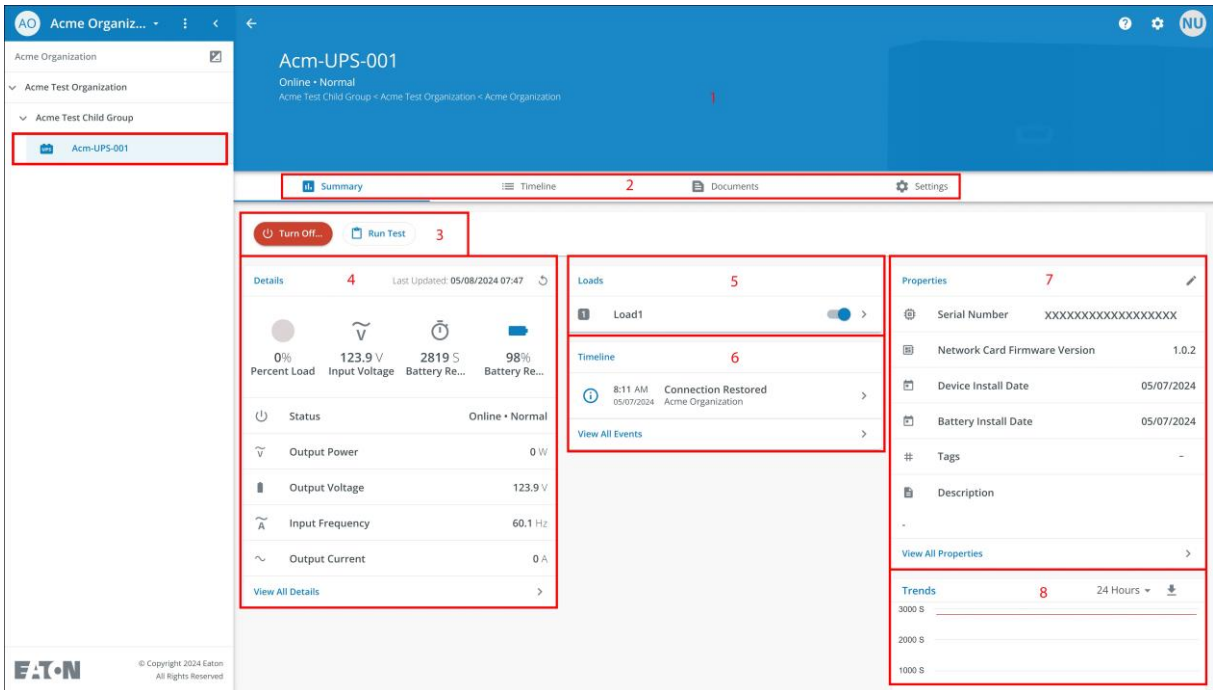 AO Acme Organiz...
NU
Acme Organization
Acme Test Organization
Acme Test Child Group
UPS Acm-UPS-001
EATON
© Copyright 2024 Eaton
All Rights Reserved
Acm-UPS-001
Online • Normal
Acme Test Child Group < Acme Test Organization < Acme Organization
1
Summary Timeline 2 Documents Settings
Turn Off... Run Test 3
Details 4 Last Updated: 05/08/2024 07:47
V
0% 123.9 V 2819 S 98%
Percent Load Input Voltage Battery Re... Battery Re...
Status Online • Normal
V Output Power 0 W
Output Voltage 123.9 V
A Input Frequency 60.1 Hz
Output Current 0 A
View All Details
Loads 5
1 Load1
Timeline 6
8:11 AM Connection Restored
05/07/2024 Acme Organization
View All Events
Properties 7
Serial Number XXXXXXXXXXXXXXXXXX
Network Card Firmware Version 1.0.2
Device Install Date 05/07/2024
Battery Install Date 05/07/2024
# Tags -
Description
-
View All Properties
Trends 8 24 Hours
3000 S
2000 S
1000 S